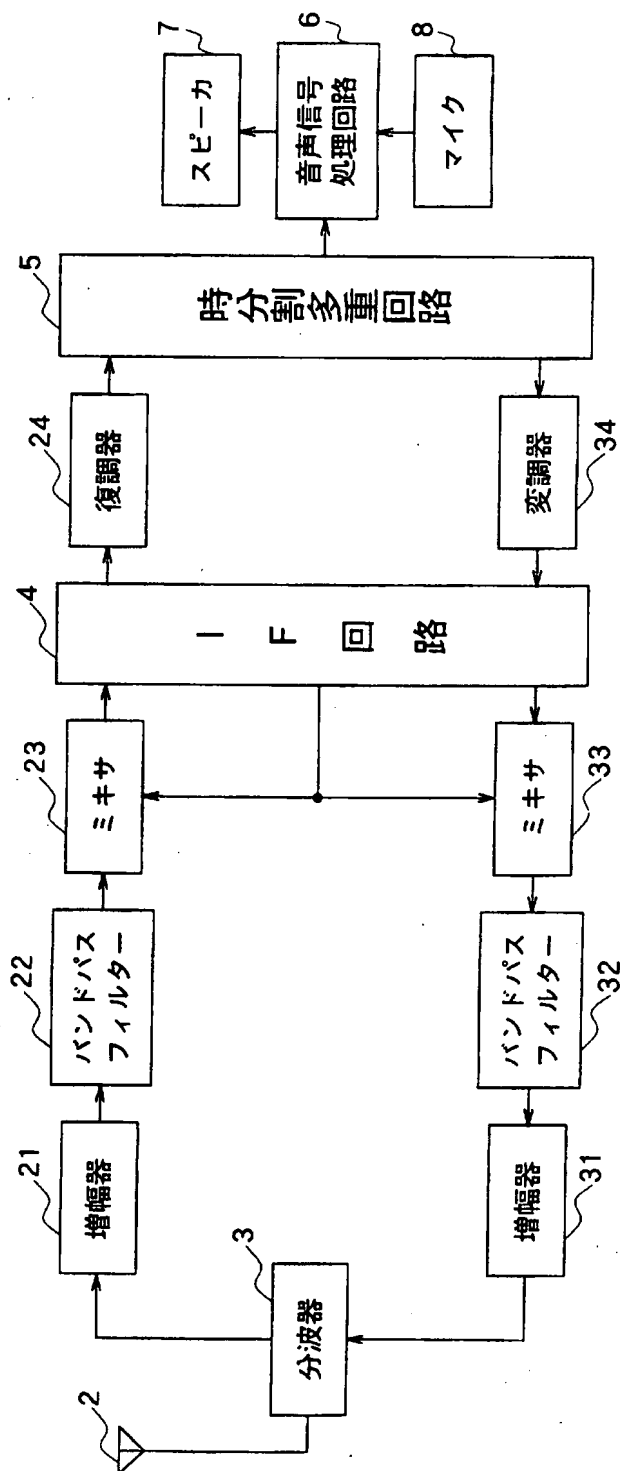 2
3
分波器
21
増幅器
22
バンドパス
フィルター
23
ミキサ
4
IF回路
24
復調器
5
時分割多重回路
7
スピーカ
6
音声信号
処理回路
8
マイク
34
変調器
33
ミキサ
32
バンドパス
フィルター
31
増幅器